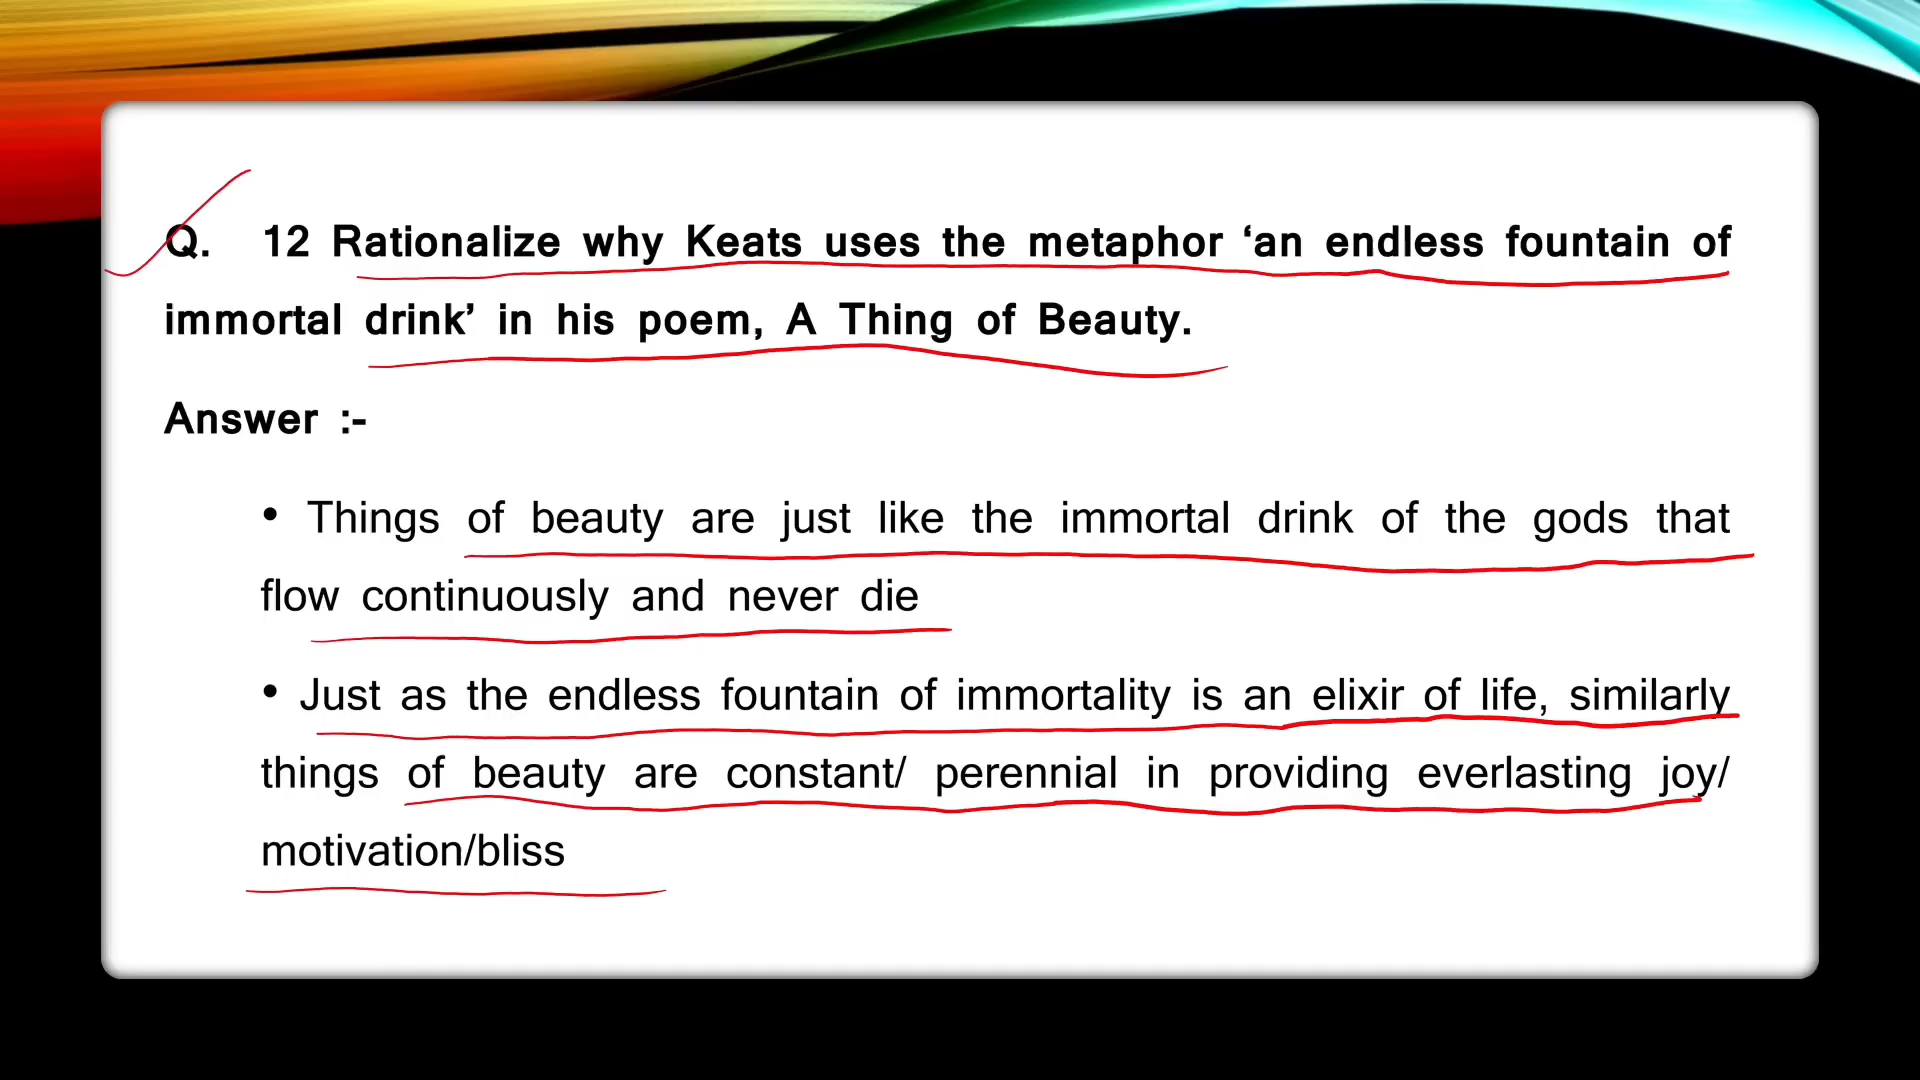 Q. 12 Rationalize why Keats uses the metaphor ‘an endless fountain of
immortal drink’ in his poem, A Thing of Beauty.
Answer :-
• Things of beauty are just like the immortal drink of the gods that
flow continuously and never die
• Just as the endless fountain of immortality is an elixir of life, similarly
things of beauty are constant/ perennial in providing everlasting joy/
motivation/bliss